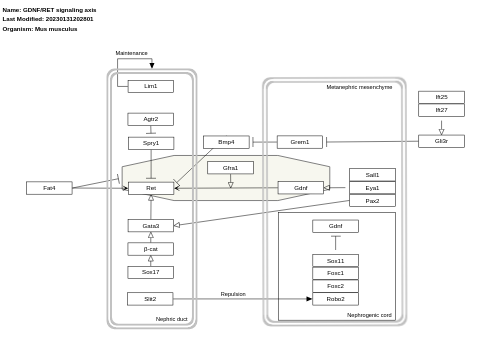 Name: GDNF/RET signaling axis
Last Modified: 20230131202801
Organism: Mus musculus
Maintenance
Lim1
Metanephric mesenchyme
Ift25
Ift27
Agtr2
Spry1
Bmp4
Grem1
Gli3r
Gfra1
Sall1
Fat4
Ret
Gdnf
Eya1
Pax2
Gata3
Gdnf
β-cat
Sox11
Sox17
Foxc1
Foxc2
Slit2
Repulsion
Robo2
Nephric duct
Nephrogenic cord